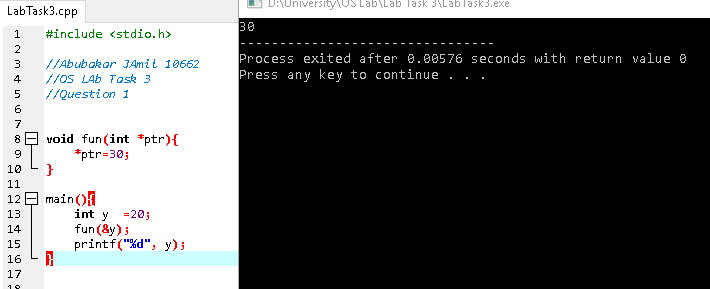 LabTask3.cpp
1 #include <stdio.h>
2
3 //Abubakar JAmil 10662
4 //OS LAb Task 3
5 //Question 1
6
7
8 void fun(int *ptr){
9 *ptr=30;
10 }
11
12 main(){
13 int y  =20;
14 fun(&y);
15 printf("%d", y);
16 }
17
18
D:\University\OS Lab\Lab Task 3\LabTask3.exe
30
--------------------------------
Process exited after 0.00576 seconds with return value 0
Press any key to continue . . .